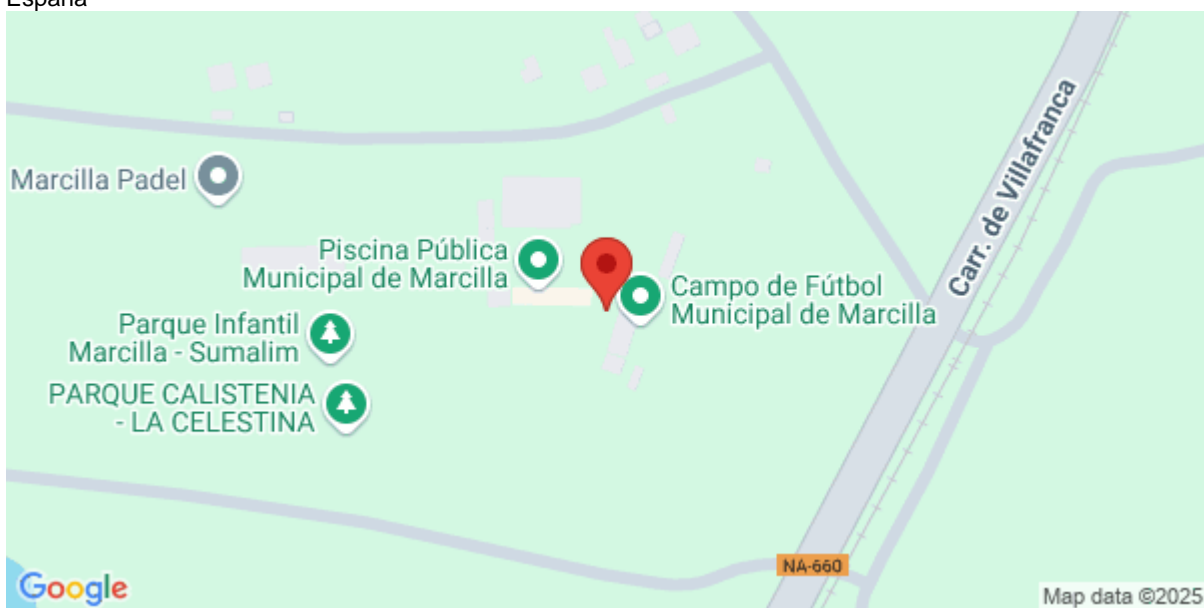 España
Carr. de Villafranca
Marcilla Padel
Piscina Pública
Municipal de Marcilla
Campo de Fútbol
Municipal de Marcilla
Parque Infantil
Marcilla - Sumalim
PARQUE CALISTENIA
- LA CELESTINA
NA-660
Google
Map data ©2025